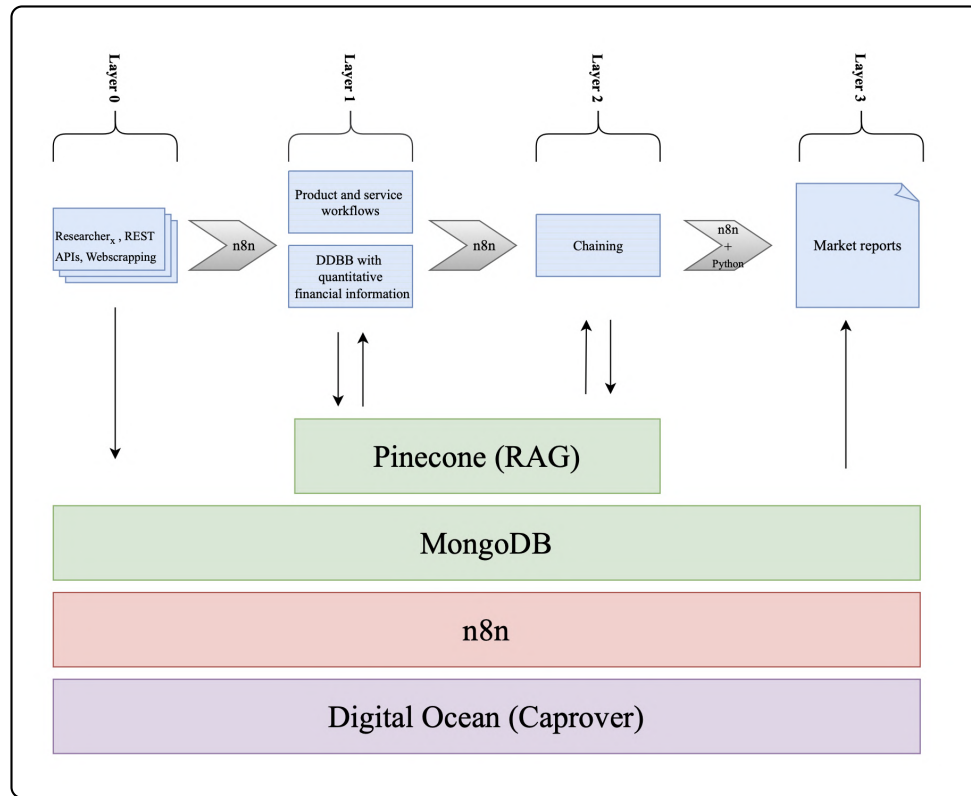 Layer 0
Layer 1
Layer 2
Layer 3
Researcherₓ , REST
APIs, Webscrapping
n8n
Product and service
workflows
DDBB with
quantitative
financial information
n8n
Chaining
n8n
+
Python
Market reports
Pinecone (RAG)
MongoDB
n8n
Digital Ocean (Caprover)